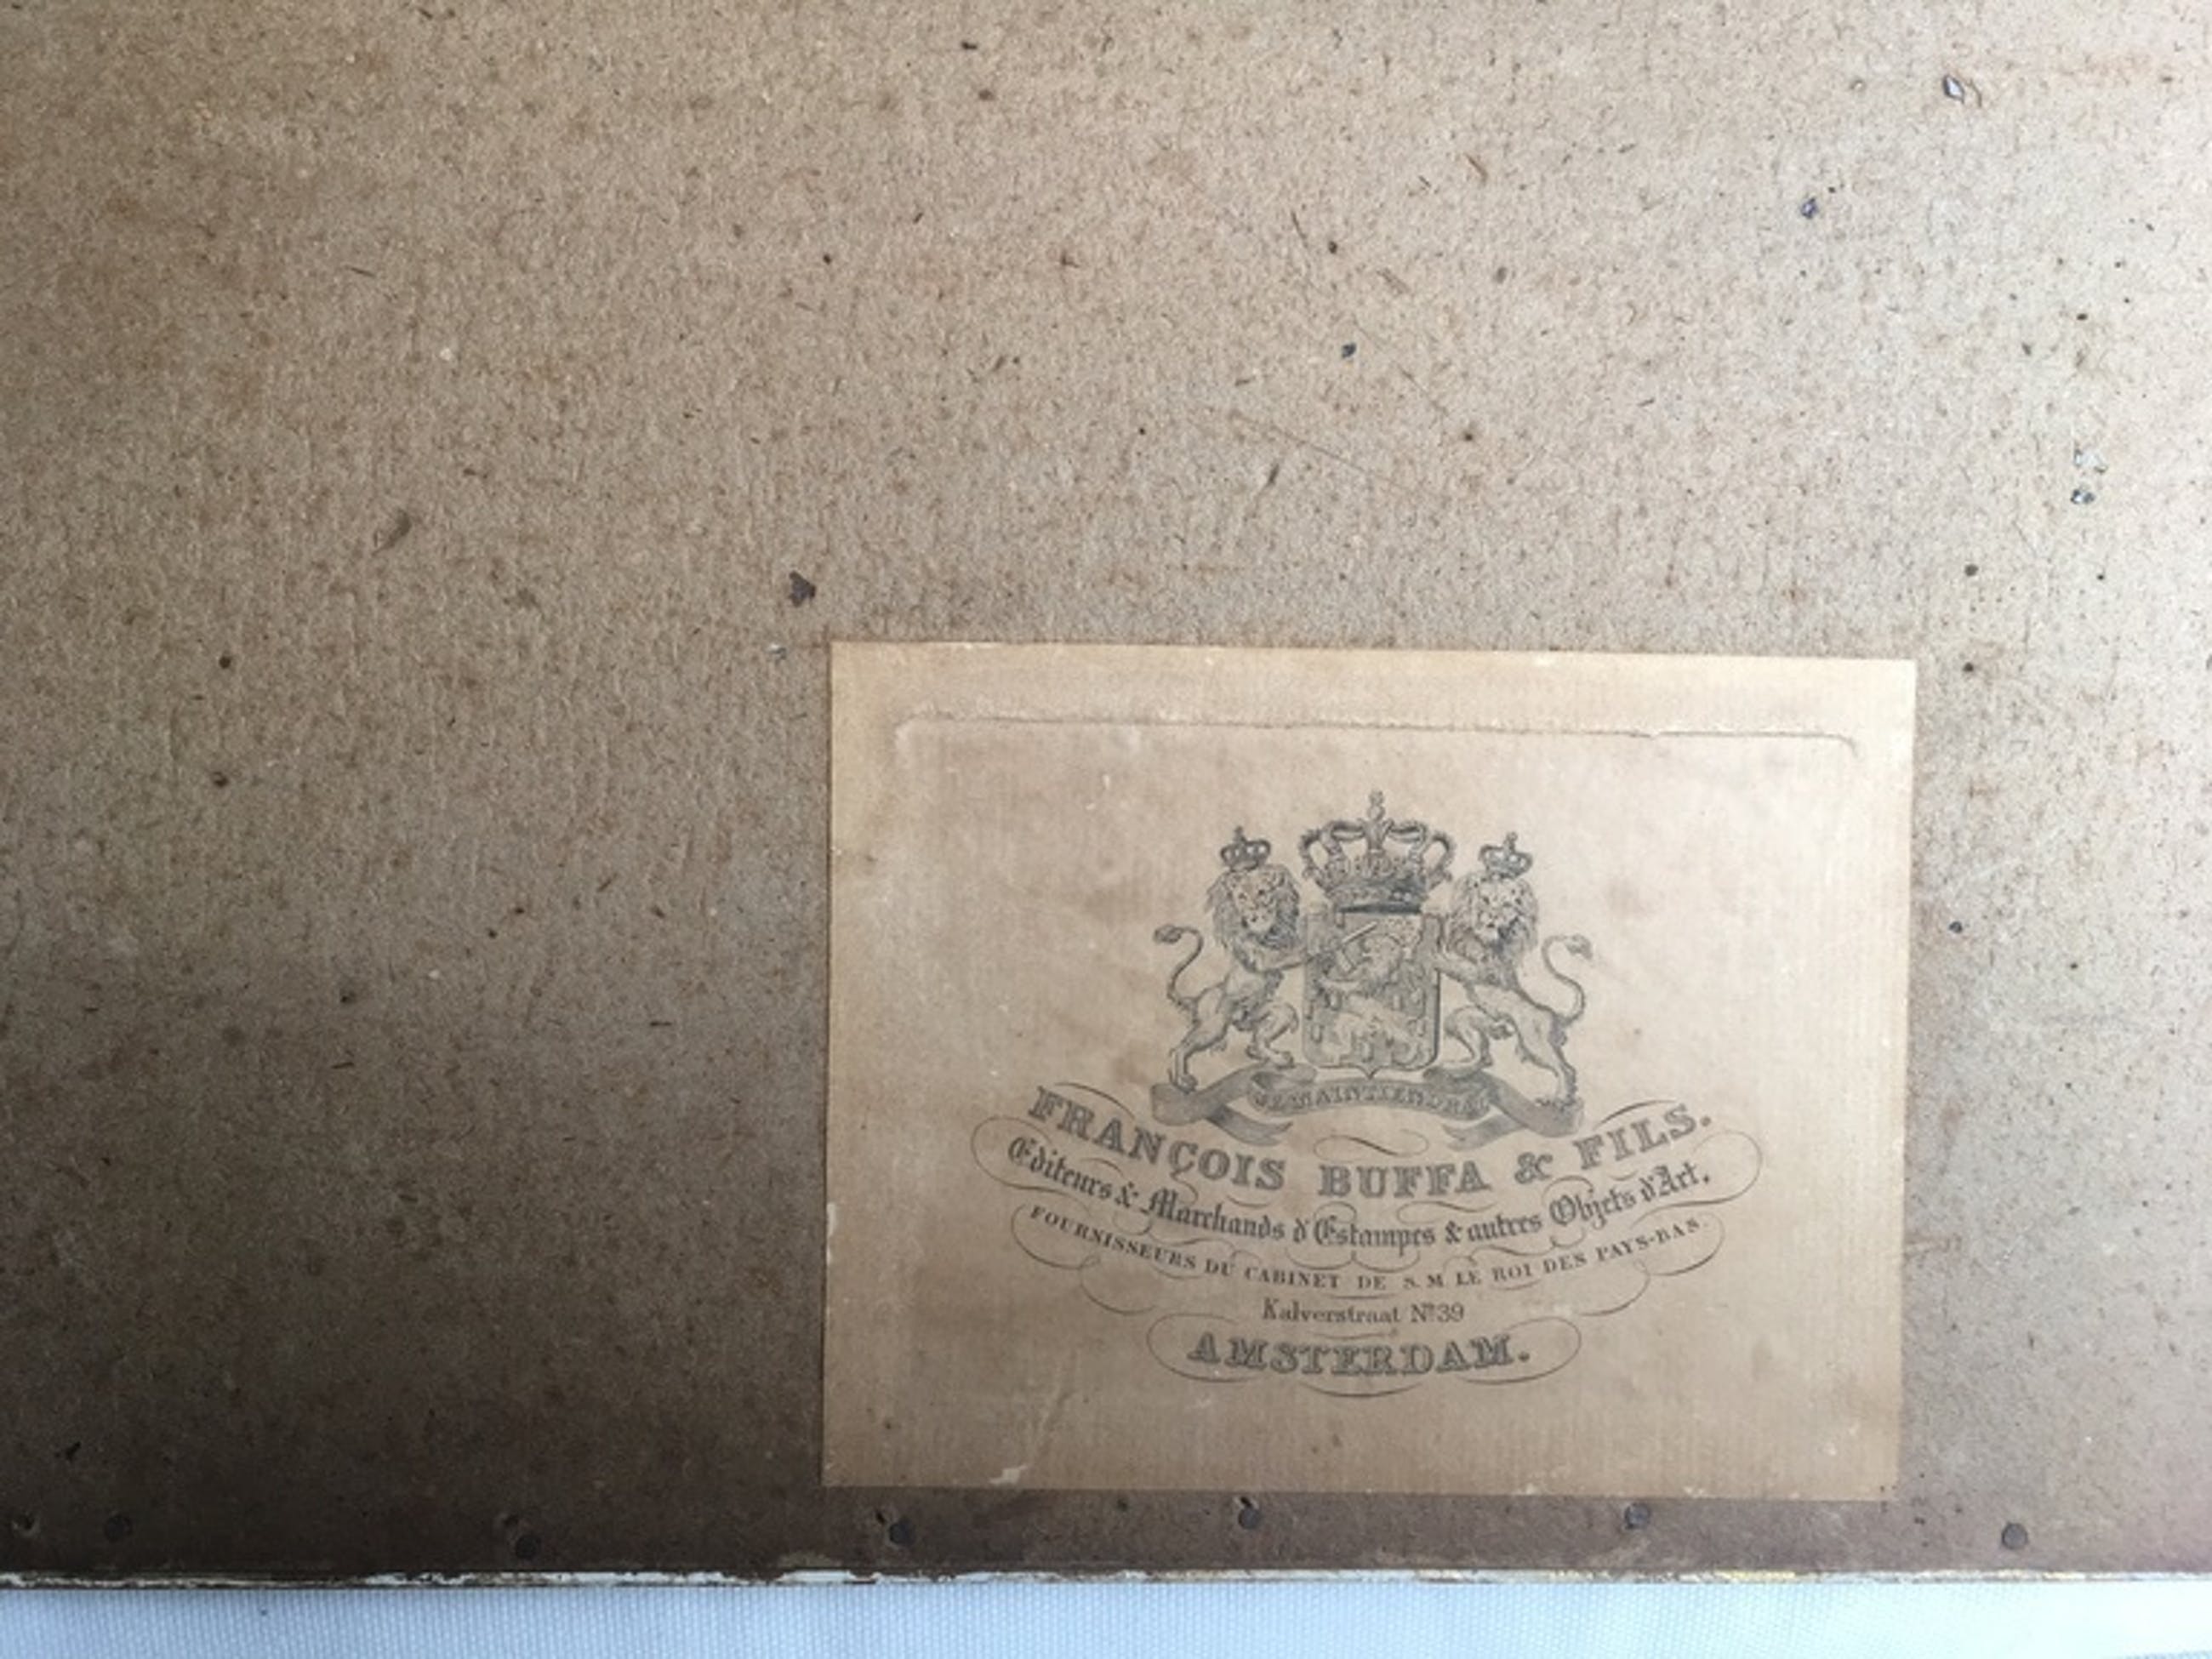 JE MAINTIENDRAI
FRANÇOIS BUFFA & FILS.
Editeurs & Marchands d'Estampes & autres Objets d'Art.
FOURNISSEURS DU CABINET DE S. M LE ROI DES PAYS-BAS.
Kalverstraat No 39
AMSTERDAM.